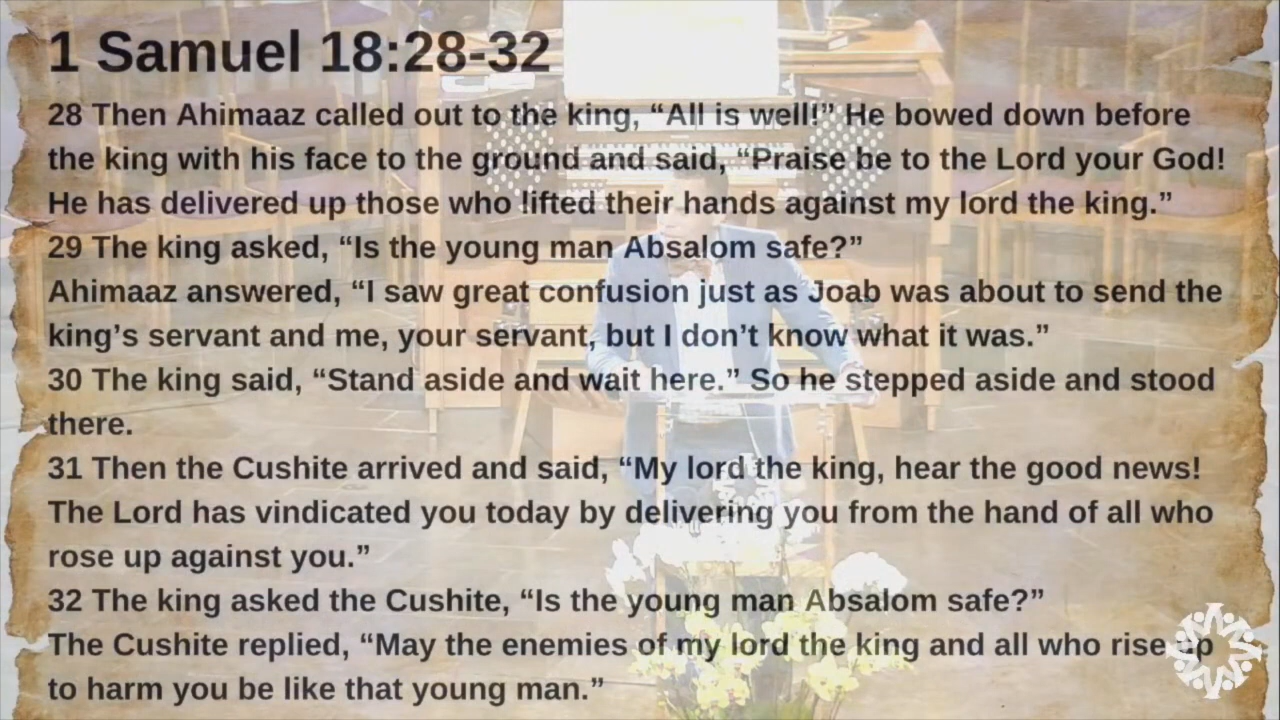 1 Samuel 18:28-32
28 Then Ahimaaz called out to the king, “All is well!” He bowed down before
the king with his face to the ground and said, “Praise be to the Lord your God!
He has delivered up those who lifted their hands against my lord the king.”
29 The king asked, “Is the young man Absalom safe?”
Ahimaaz answered, “I saw great confusion just as Joab was about to send the
king’s servant and me, your servant, but I don’t know what it was.”
30 The king said, “Stand aside and wait here.” So he stepped aside and stood
there.
31 Then the Cushite arrived and said, “My lord the king, hear the good news!
The Lord has vindicated you today by delivering you from the hand of all who
rose up against you.”
32 The king asked the Cushite, “Is the young man Absalom safe?”
The Cushite replied, “May the enemies of my lord the king and all who rise up
to harm you be like that young man.”